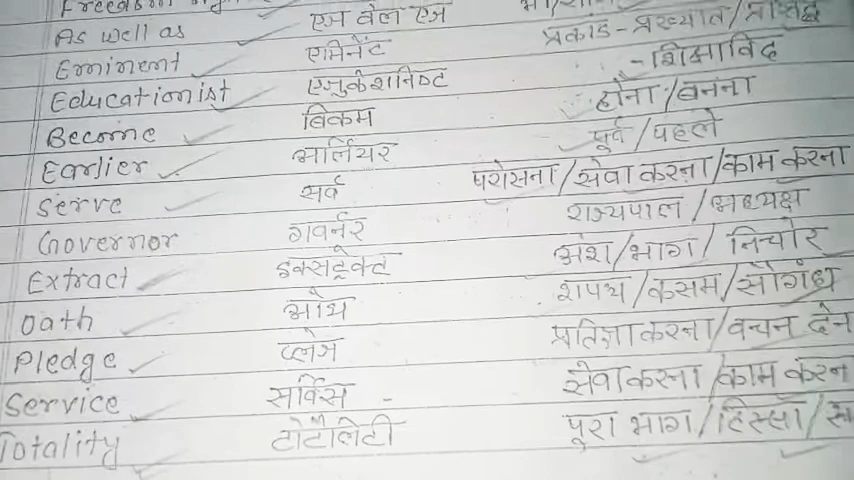 As well as एज वेल एज
Eminent एमिनेंट प्रकांड-प्रख्यात/प्रसिद्ध
Educationist एजुकेशनिष्ट -शिक्षाविद
Become बिकम होना/बनना
Earlier अर्लियर पूर्व/पहले
Serve सर्व परोसना/सेवा करना/काम करना
Governor गवर्नर राज्यपाल/अध्यक्ष
Extract इक्सट्रेक्ट अंश/भाग/निचोर
Oath ओथ शपथ/कसम/सौगंध
Pledge प्लेज प्रतिज्ञा करना/वचन देन
Service सर्विस - सेवा करना/काम करन
Totality टोटैलिटी पूरा भाग/हिस्सा/